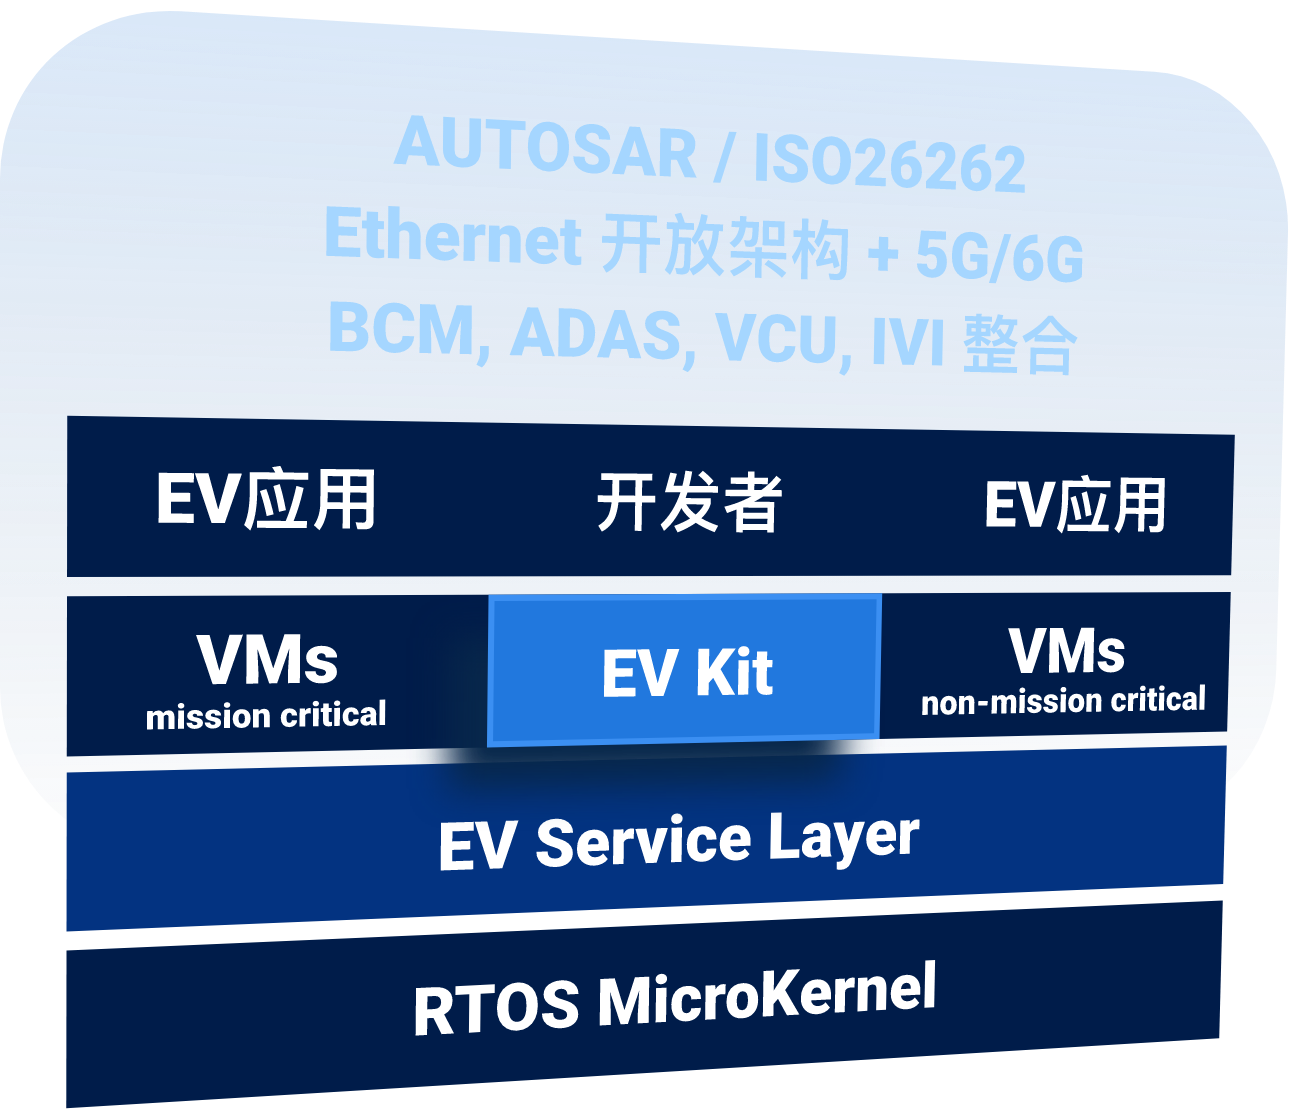 AUTOSAR / ISO26262
Ethernet 开放架构 + 5G/6G
BCM, ADAS, VCU, IVI 整合
EV应用 开发者 EV应用
VMs
mission critical
EV Kit
VMs
non-mission critical
EV Service Layer
RTOS MicroKernel